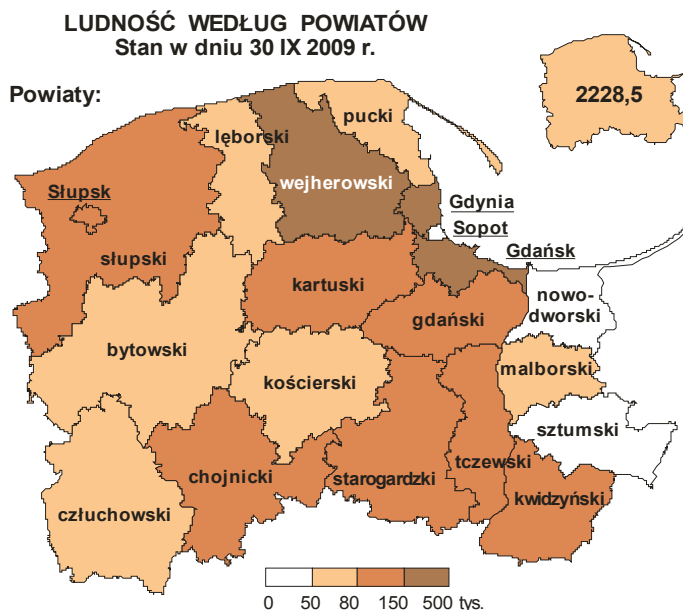 LUDNOŚĆ WEDŁUG POWIATÓW
Stan w dniu 30 IX 2009 r.
Powiaty:
2228,5
pucki
lęborski
wejherowski
Słupsk
Gdynia
Sopot
Gdańsk
słupski
kartuski
nowo-
dworski
gdański
bytowski
malborski
kościerski
sztumski
chojnicki
starogardzki
tczewski
kwidzyński
człuchowski
0 50 80 150 500 tys.